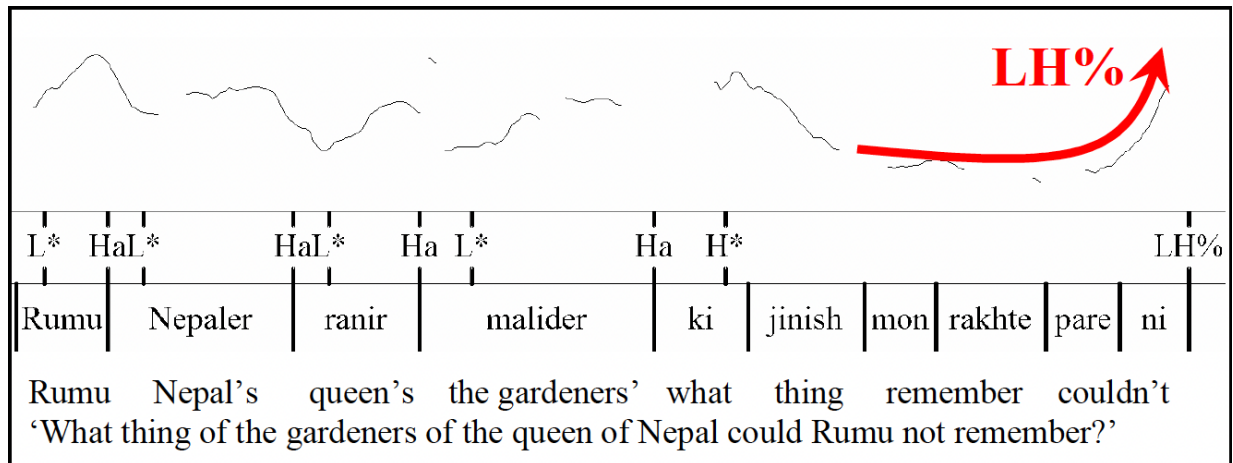 LH%
L* HaL* HaL* Ha L* Ha H* LH%
Rumu Nepaler ranir malider ki jinish mon rakhte pare ni
Rumu Nepal’s queen’s the gardeners’ what thing remember couldn’t
‘What thing of the gardeners of the queen of Nepal could Rumu not remember?’